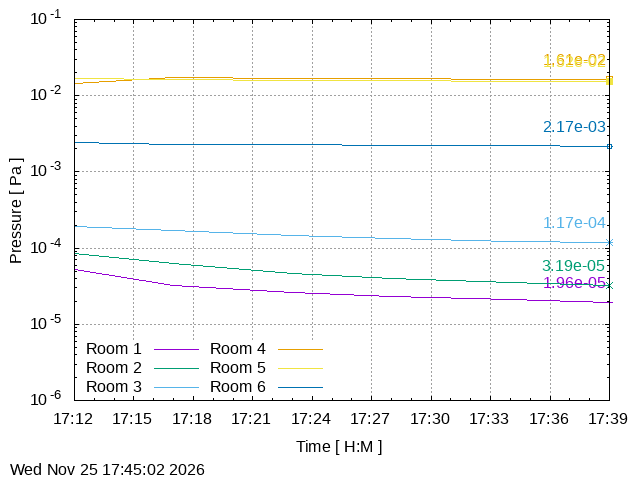 10^-1
10^-2
10^-3
10^-4
10^-5
10^-6
Pressure [ Pa ]
1.61e-02
2.17e-03
1.17e-04
3.19e-05
1.96e-05
Room 1 Room 4
Room 2 Room 5
Room 3 Room 6
17:12 17:15 17:18 17:21 17:24 17:27 17:30 17:33 17:36 17:39
Time [ H:M ]
Wed Nov 25 17:45:02 2026